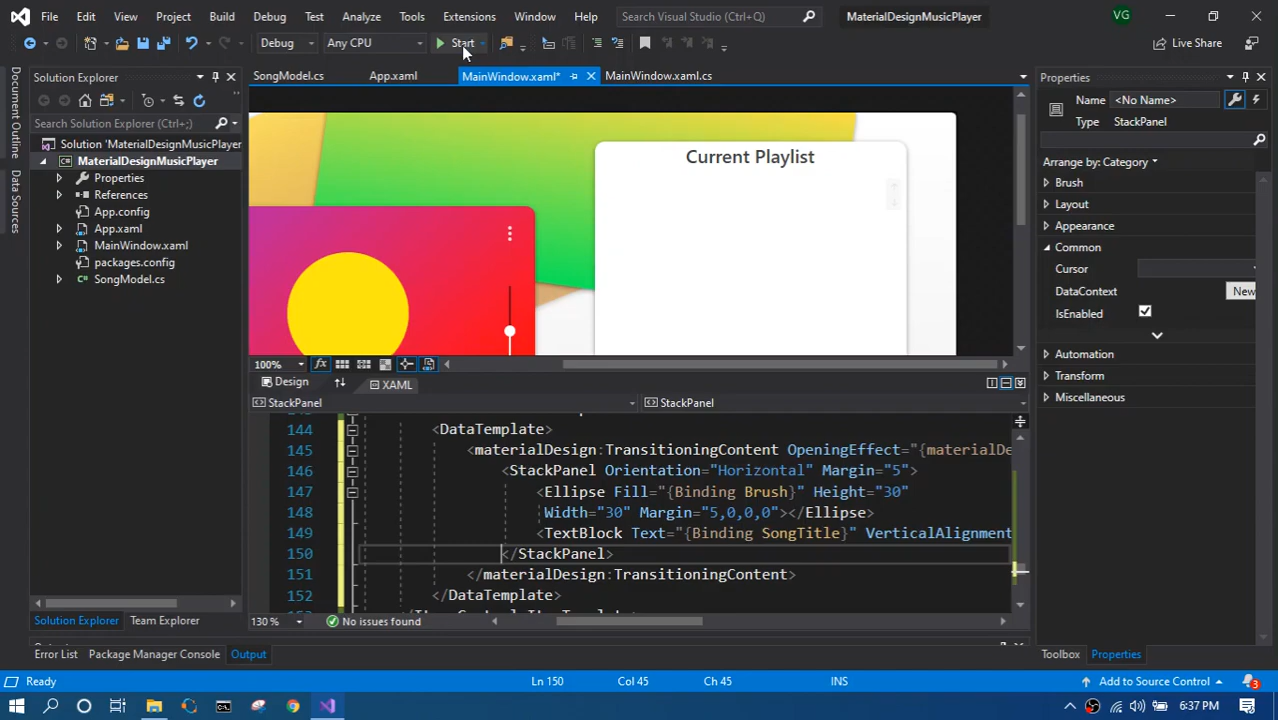 File Edit View Project Build Debug Test Analyze Tools Extensions Window Help Search Visual Studio (Ctrl+Q) MaterialDesignMusicPlayer VG
Debug Any CPU Start Live Share
Document Outline
Data Sources
Solution Explorer
Search Solution Explorer (Ctrl+;)
Solution 'MaterialDesignMusicPlayer
MaterialDesignMusicPlayer
Properties
References
App.config
App.xaml
MainWindow.xaml
packages.config
SongModel.cs
Solution Explorer Team Explorer
SongModel.cs App.xaml MainWindow.xaml* MainWindow.xaml.cs
Current Playlist
100% fx
Design XAML
StackPanel StackPanel
144 <DataTemplate>
145 <materialDesign:TransitioningContent OpeningEffect="{materialDe
146 <StackPanel Orientation="Horizontal" Margin="5">
147 <Ellipse Fill="{Binding Brush}" Height="30"
148 Width="30" Margin="5,0,0,0"></Ellipse>
149 <TextBlock Text="{Binding SongTitle}" VerticalAlignment
150 </StackPanel>
151 </materialDesign:TransitioningContent>
152 </DataTemplate>
130 % No issues found
Properties
Name <No Name>
Type StackPanel
Arrange by: Category
Brush
Layout
Appearance
Common
Cursor
DataContext New
IsEnabled
Transform
Miscellaneous
Toolbox Properties
Error List Package Manager Console Output
Ready Ln 150 Col 45 Ch 45 INS Add to Source Control 3
6:37 PM